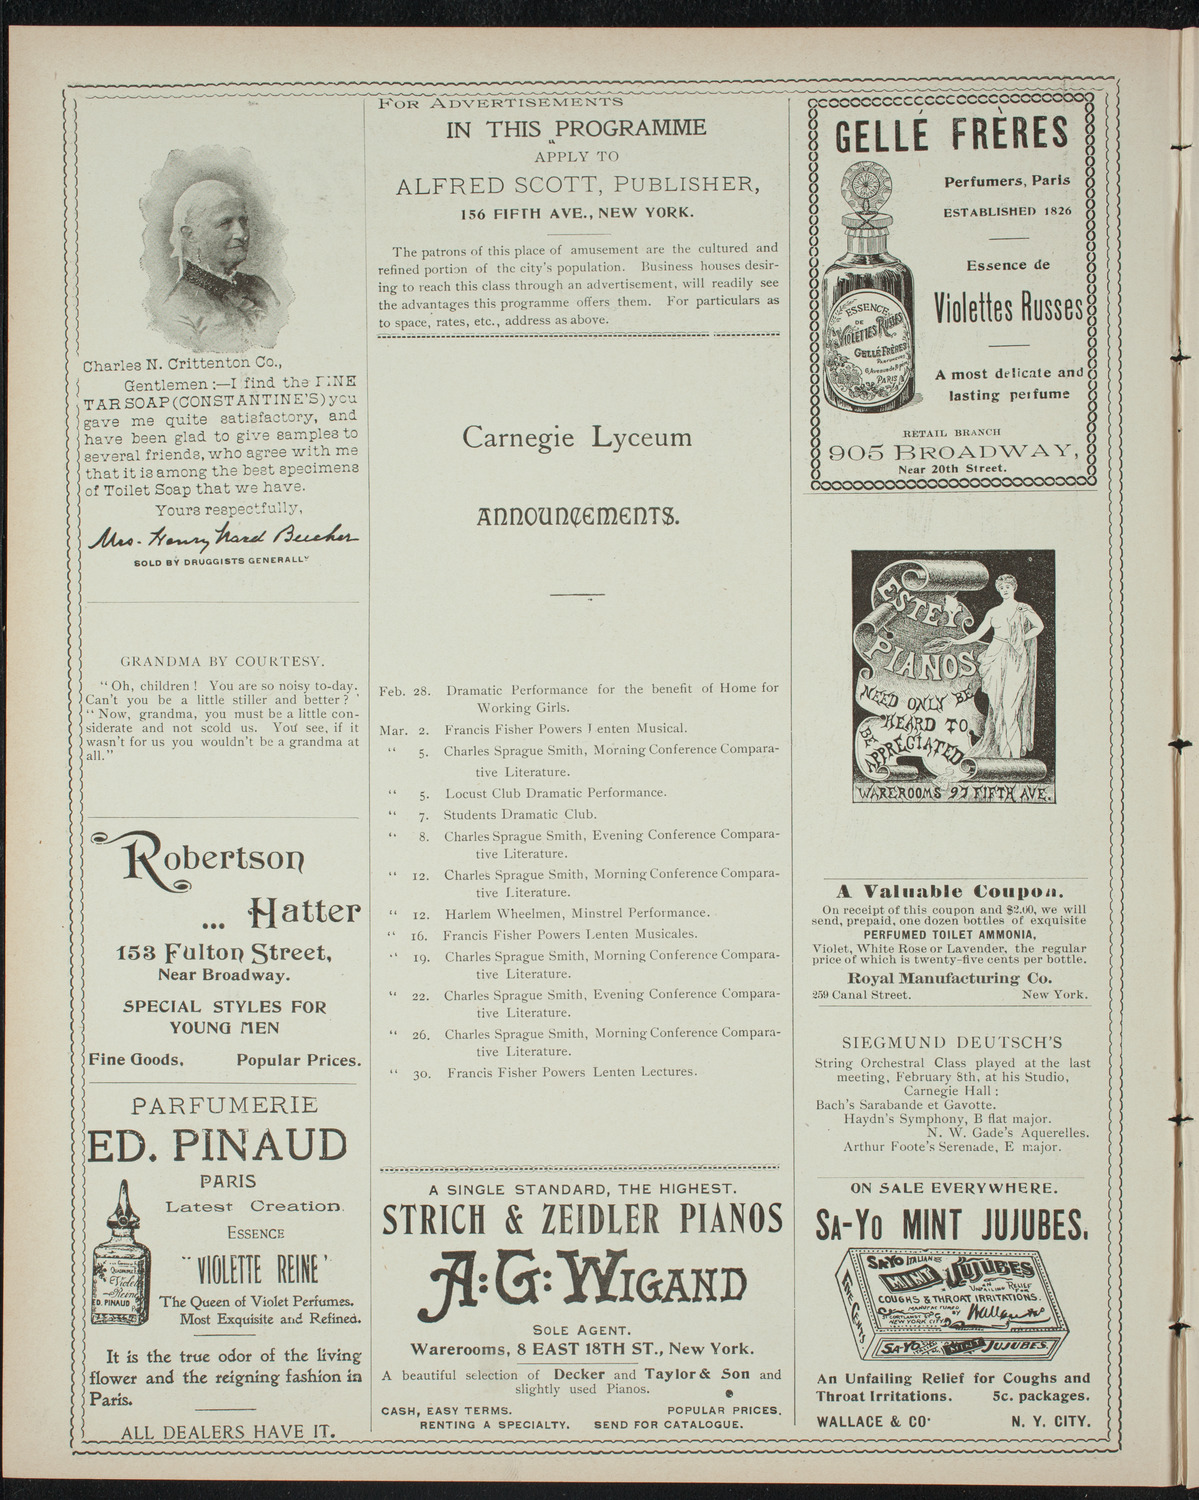 Charles N. Crittenton Co.,
Gentlemen:—I find the PINE
TAR SOAP (CONSTANTINE'S) you
gave me quite satisfactory, and
have been glad to give samples to
several friends, who agree with me
that it is among the best specimens
of Toilet Soap that we have.
Yours respectfully,
Mrs. Henry Ward Beecher
SOLD BY DRUGGISTS GENERALLY
GRANDMA BY COURTESY.
"Oh, children! You are so noisy to-day.
Can't you be a little stiller and better?"
"Now, grandma, you must be a little con-
siderate and not scold us. You see, if it
wasn't for us you wouldn't be a grandma at
all."
Robertson
... Hatter
153 Fulton Street,
Near Broadway.
SPECIAL STYLES FOR
YOUNG MEN
Fine Goods. Popular Prices.
PARFUMERIE
ED. PINAUD
PARIS
Latest Creation.
ESSENCE
"VIOLETTE REINE"
ED. PINAUD
The Queen of Violet Perfumes.
Most Exquisite and Refined.
It is the true odor of the living
flower and the reigning fashion in
Paris.
ALL DEALERS HAVE IT.
FOR ADVERTISEMENTS
IN THIS PROGRAMME
APPLY TO
ALFRED SCOTT, PUBLISHER,
156 FIFTH AVE., NEW YORK.
The patrons of this place of amusement are the cultured and
refined portion of the city's population. Business houses desir-
ing to reach this class through an advertisement, will readily see
the advantages this programme offers them. For particulars as
to space, rates, etc., address as above.
Carnegie Lyceum
ANNOUNCEMENTS.
Feb. 28. Dramatic Performance for the benefit of Home for
Working Girls.
Mar. 2. Francis Fisher Powers Lenten Musical.
" 5. Charles Sprague Smith, Morning Conference Compara-
tive Literature.
" 5. Locust Club Dramatic Performance.
" 7. Students Dramatic Club.
" 8. Charles Sprague Smith, Evening Conference Compara-
tive Literature.
" 12. Charles Sprague Smith, Morning Conference Compara-
tive Literature.
" 12. Harlem Wheelmen, Minstrel Performance.
" 16. Francis Fisher Powers Lenten Musicales.
" 19. Charles Sprague Smith, Morning Conference Compara-
tive Literature.
" 22. Charles Sprague Smith, Evening Conference Compara-
tive Literature.
" 26. Charles Sprague Smith, Morning Conference Compara-
tive Literature.
" 30. Francis Fisher Powers Lenten Lectures.
A SINGLE STANDARD, THE HIGHEST.
STRICH & ZEIDLER PIANOS
A:G:WIGAND
SOLE AGENT.
Warerooms, 8 EAST 18TH ST., New York.
A beautiful selection of Decker and Taylor & Son and
slightly used Pianos.
CASH, EASY TERMS. POPULAR PRICES.
RENTING A SPECIALTY. SEND FOR CATALOGUE.
GELLÉ FRÈRES
Perfumers, Paris
ESTABLISHED 1826
Essence de
Violettes Russes
A most delicate and
lasting perfume
ESSENCE
DE
VIOLETTES RUSSES
GELLÉ FRÈRES
PARIS
RETAIL BRANCH
905 BROADWAY,
Near 20th Street.
ESTEY
PIANOS
NEED ONLY BE
HEARD TO
BE
APPRECIATED
WAREROOMS 97 FIFTH AVE.
A Valuable Coupon.
On receipt of this coupon and $2.00, we will
send, prepaid, one dozen bottles of exquisite
PERFUMED TOILET AMMONIA,
Violet, White Rose or Lavender, the regular
price of which is twenty-five cents per bottle.
Royal Manufacturing Co.
259 Canal Street. New York.
SIEGMUND DEUTSCH'S
String Orchestral Class played at the last
meeting, February 8th, at his Studio,
Carnegie Hall:
Bach's Sarabande et Gavotte.
Haydn's Symphony, B flat major.
N. W. Gade's Aquerelles.
Arthur Foote's Serenade, E major.
ON SALE EVERYWHERE.
SA-YO MINT JUJUBES.
SA-YO
MINT JUJUBES
COUGHS & THROAT IRRITATIONS.
FIVE CENTS.
SA-YO MINT JUJUBES.
An Unfailing Relief for Coughs and
Throat Irritations. 5c. packages.
WALLACE & CO. N. Y. CITY.